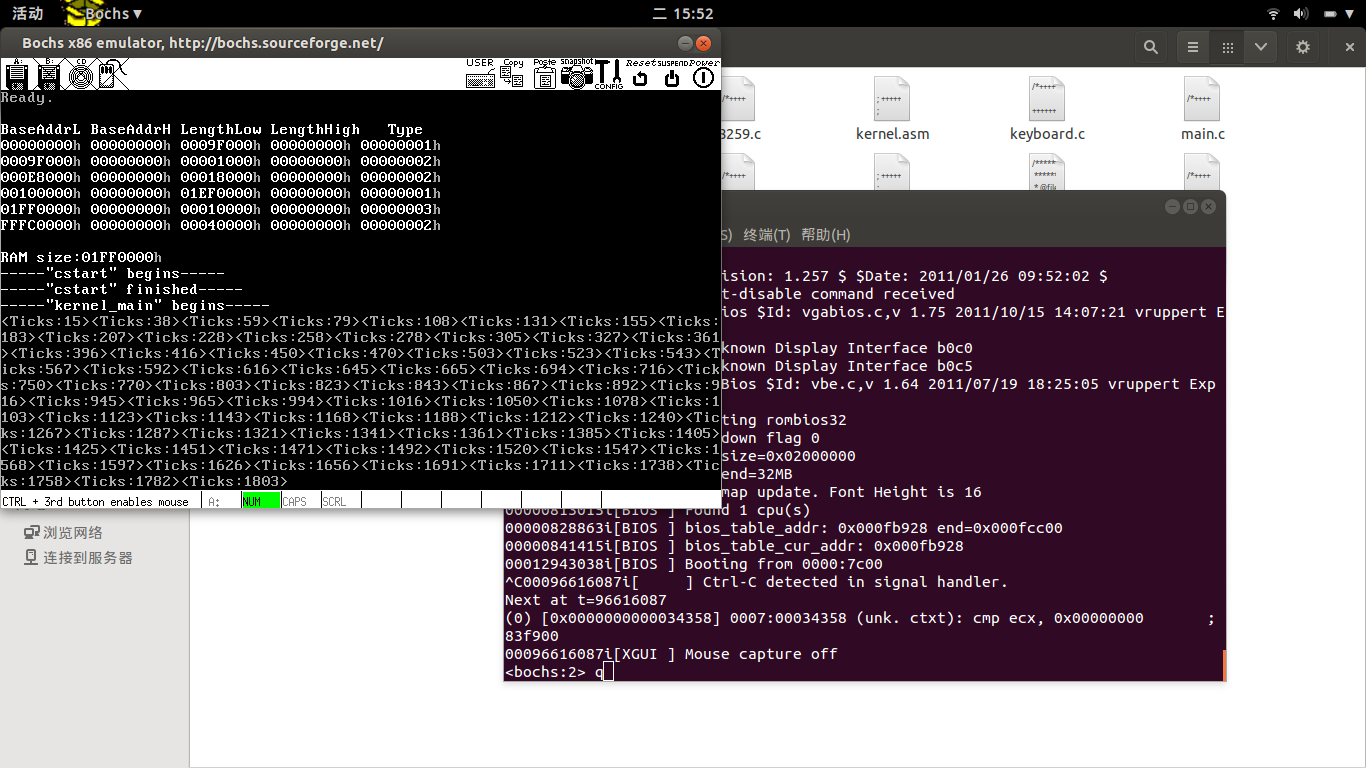 活动
Bochs ▼
二 15:52
Bochs x86 emulator, http://bochs.sourceforge.net/
A:
B:
CD
USER
Copy
Paste
snapshot
CONFIG
Reset
SUSPEND
Power
Ready.
BaseAddrL BaseAddrH LengthLow LengthHigh Type
00000000h 00000000h 0009F000h 00000000h 00000001h
0009F000h 00000000h 00001000h 00000000h 00000002h
000E8000h 00000000h 00018000h 00000000h 00000002h
00100000h 00000000h 01EF0000h 00000000h 00000001h
01FF0000h 00000000h 00010000h 00000000h 00000003h
FFFC0000h 00000000h 00040000h 00000000h 00000002h
RAM size:01FF0000h
-----"cstart" begins-----
-----"cstart" finished-----
-----"kernel_main" begins-----
<Ticks:15><Ticks:38><Ticks:59><Ticks:79><Ticks:108><Ticks:131><Ticks:155><Ticks:
183><Ticks:207><Ticks:228><Ticks:258><Ticks:278><Ticks:305><Ticks:327><Ticks:361
><Ticks:396><Ticks:416><Ticks:450><Ticks:470><Ticks:503><Ticks:523><Ticks:543><T
icks:567><Ticks:592><Ticks:616><Ticks:645><Ticks:665><Ticks:694><Ticks:716><Ticks
:750><Ticks:770><Ticks:803><Ticks:823><Ticks:843><Ticks:867><Ticks:892><Ticks:9
16><Ticks:945><Ticks:965><Ticks:994><Ticks:1016><Ticks:1050><Ticks:1078><Ticks:1
103><Ticks:1123><Ticks:1143><Ticks:1168><Ticks:1188><Ticks:1212><Ticks:1240><Tic
ks:1267><Ticks:1287><Ticks:1321><Ticks:1341><Ticks:1361><Ticks:1385><Ticks:1405>
<Ticks:1425><Ticks:1451><Ticks:1471><Ticks:1492><Ticks:1520><Ticks:1547><Ticks:1
568><Ticks:1597><Ticks:1626><Ticks:1656><Ticks:1691><Ticks:1711><Ticks:1738><Tic
ks:1758><Ticks:1782><Ticks:1803>
CTRL + 3rd button enables mouse
A:
NUM
CAPS
SCRL
8259.c
kernel.asm
keyboard.c
main.c
S) 终端(T) 帮助(H)
ision: 1.257 $ $Date: 2011/01/26 09:52:02 $
t-disable command received
ios $Id: vgabios.c,v 1.75 2011/10/15 14:07:21 vruppert E
known Display Interface b0c0
known Display Interface b0c5
Bios $Id: vbe.c,v 1.64 2011/07/19 18:25:05 vruppert Exp
ting rombios32
down flag 0
size=0x02000000
end=32MB
map update. Font Height is 16
00000813015i[BIOS ] Found 1 cpu(s)
00000828863i[BIOS ] bios_table_addr: 0x000fb928 end=0x000fcc00
00000841415i[BIOS ] bios_table_cur_addr: 0x000fb928
00012943038i[BIOS ] Booting from 0000:7c00
^C00096616087i[     ] Ctrl-C detected in signal handler.
Next at t=96616087
(0) [0x0000000000034358] 0007:00034358 (unk. ctxt): cmp ecx, 0x00000000 ;
83f900
00096616087i[XGUI ] Mouse capture off
<bochs:2> q
浏览网络
连接到服务器